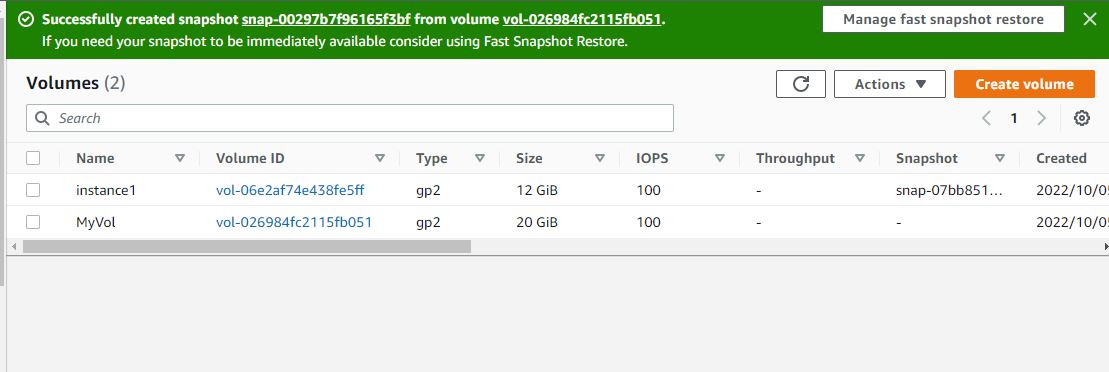 Successfully created snapshot snap-00297b7f96165f3bf from volume vol-026984fc2115fb051.
If you need your snapshot to be immediately available consider using Fast Snapshot Restore.
Manage fast snapshot restore
Volumes (2)
Actions
Create volume
Search
1
Name Volume ID Type Size IOPS Throughput Snapshot Created
instance1 vol-06e2af74e438fe5ff gp2 12 GiB 100 - snap-07bb851... 2022/10/05
MyVol vol-026984fc2115fb051 gp2 20 GiB 100 - - 2022/10/05